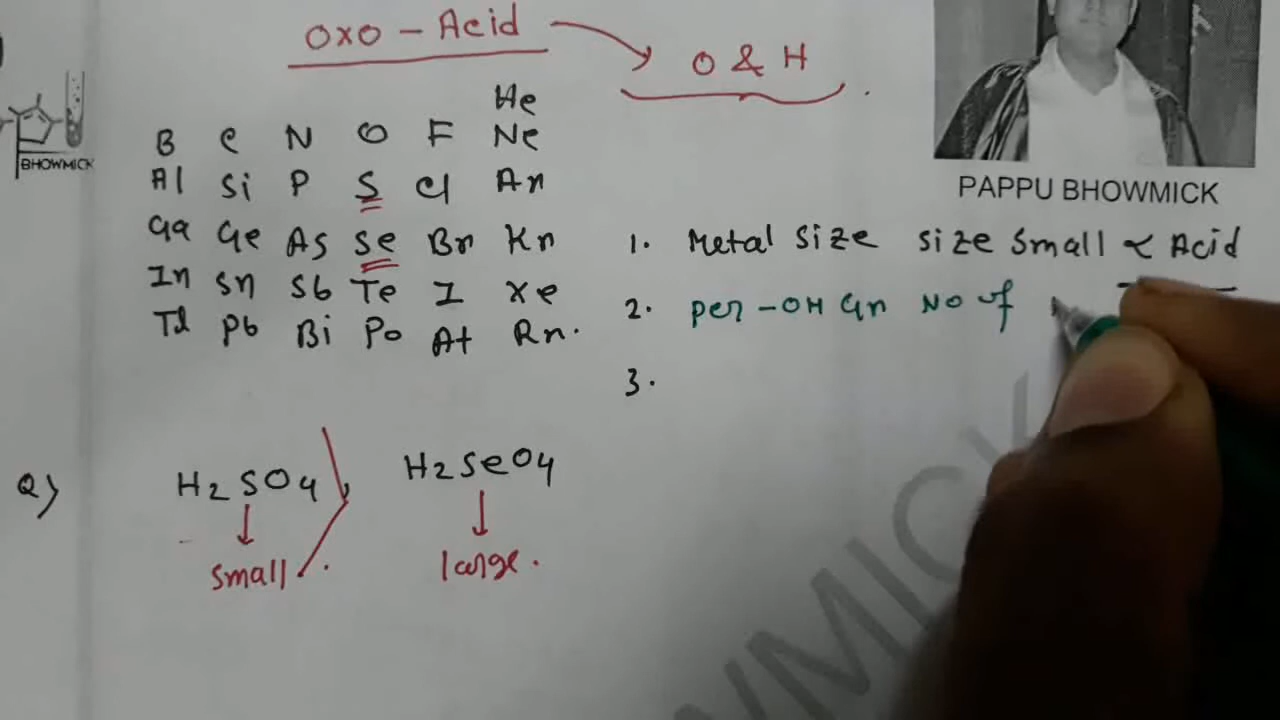 Oxo - Acid
O & H
He
B C N O F Ne
BHOWMICK
Al Si P S Cl Ar
PAPPU BHOWMICK
Ga Ge As Se Br Kr
1. Metal Size size small ∝ Acid
In Sn Sb Te I Xe
2. per -OH Gr No of
Tl Pb Bi Po At Rn.
3.
Q) H2SO4 > , H2SeO4
small. large.
WMICK